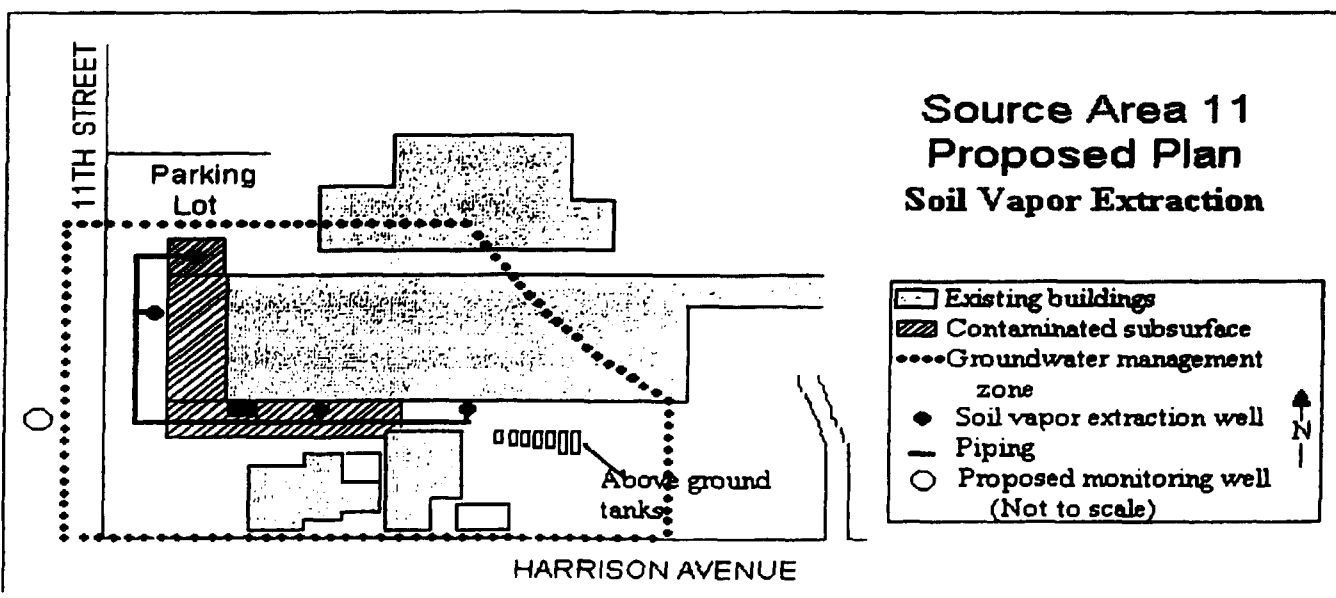 11TH STREET
Parking
Lot
Above ground
tanks
HARRISON AVENUE
Source Area 11
Proposed Plan
Soil Vapor Extraction
Existing buildings
Contaminated subsurface
Groundwater management
zone
Soil vapor extraction well
Piping
Proposed monitoring well
(Not to scale)
N